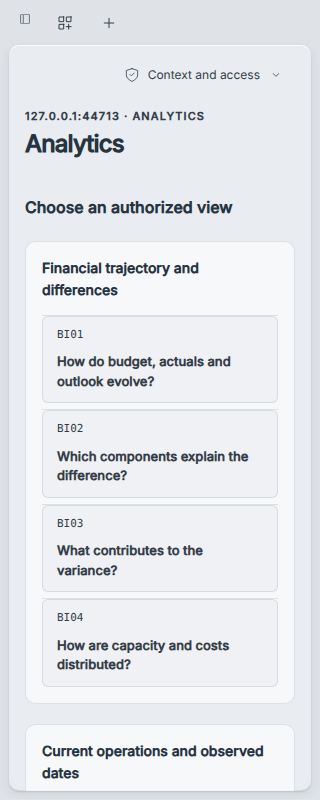 Context and access
127.0.0.1:44713 · ANALYTICS
Analytics
Choose an authorized view
Financial trajectory and
differences
BI01
How do budget, actuals and
outlook evolve?
BI02
Which components explain the
difference?
BI03
What contributes to the
variance?
BI04
How are capacity and costs
distributed?
Current operations and observed
dates